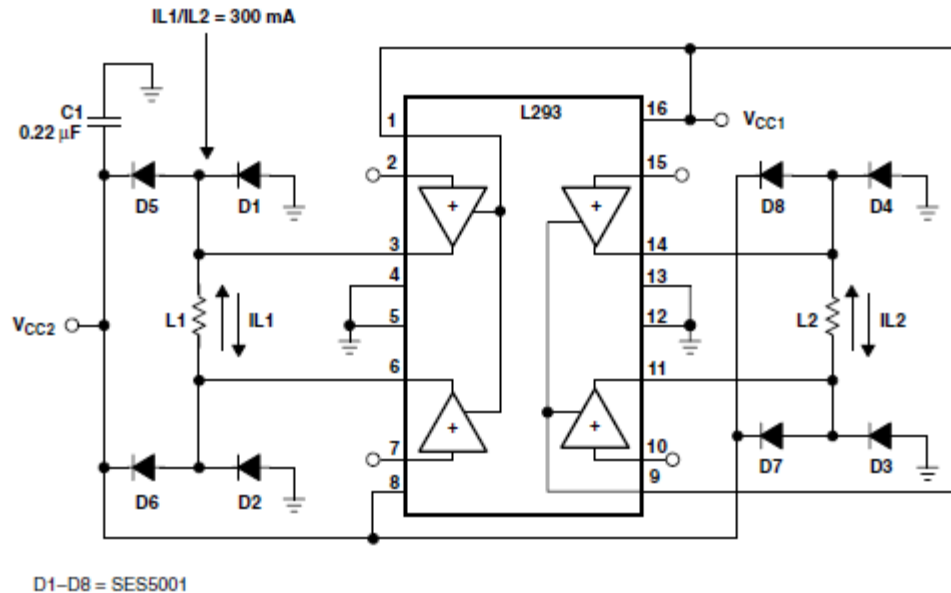 IL1/IL2 = 300 mA
C1
0.22 µF
L293
1
16
VCC1
2
15
D5
D1
D8
D4
3
14
4
13
VCC2
L1
IL1
5
12
L2
IL2
6
11
7
10
D6
D2
8
9
D7
D3
+
+
+
+
D1–D8 = SES5001